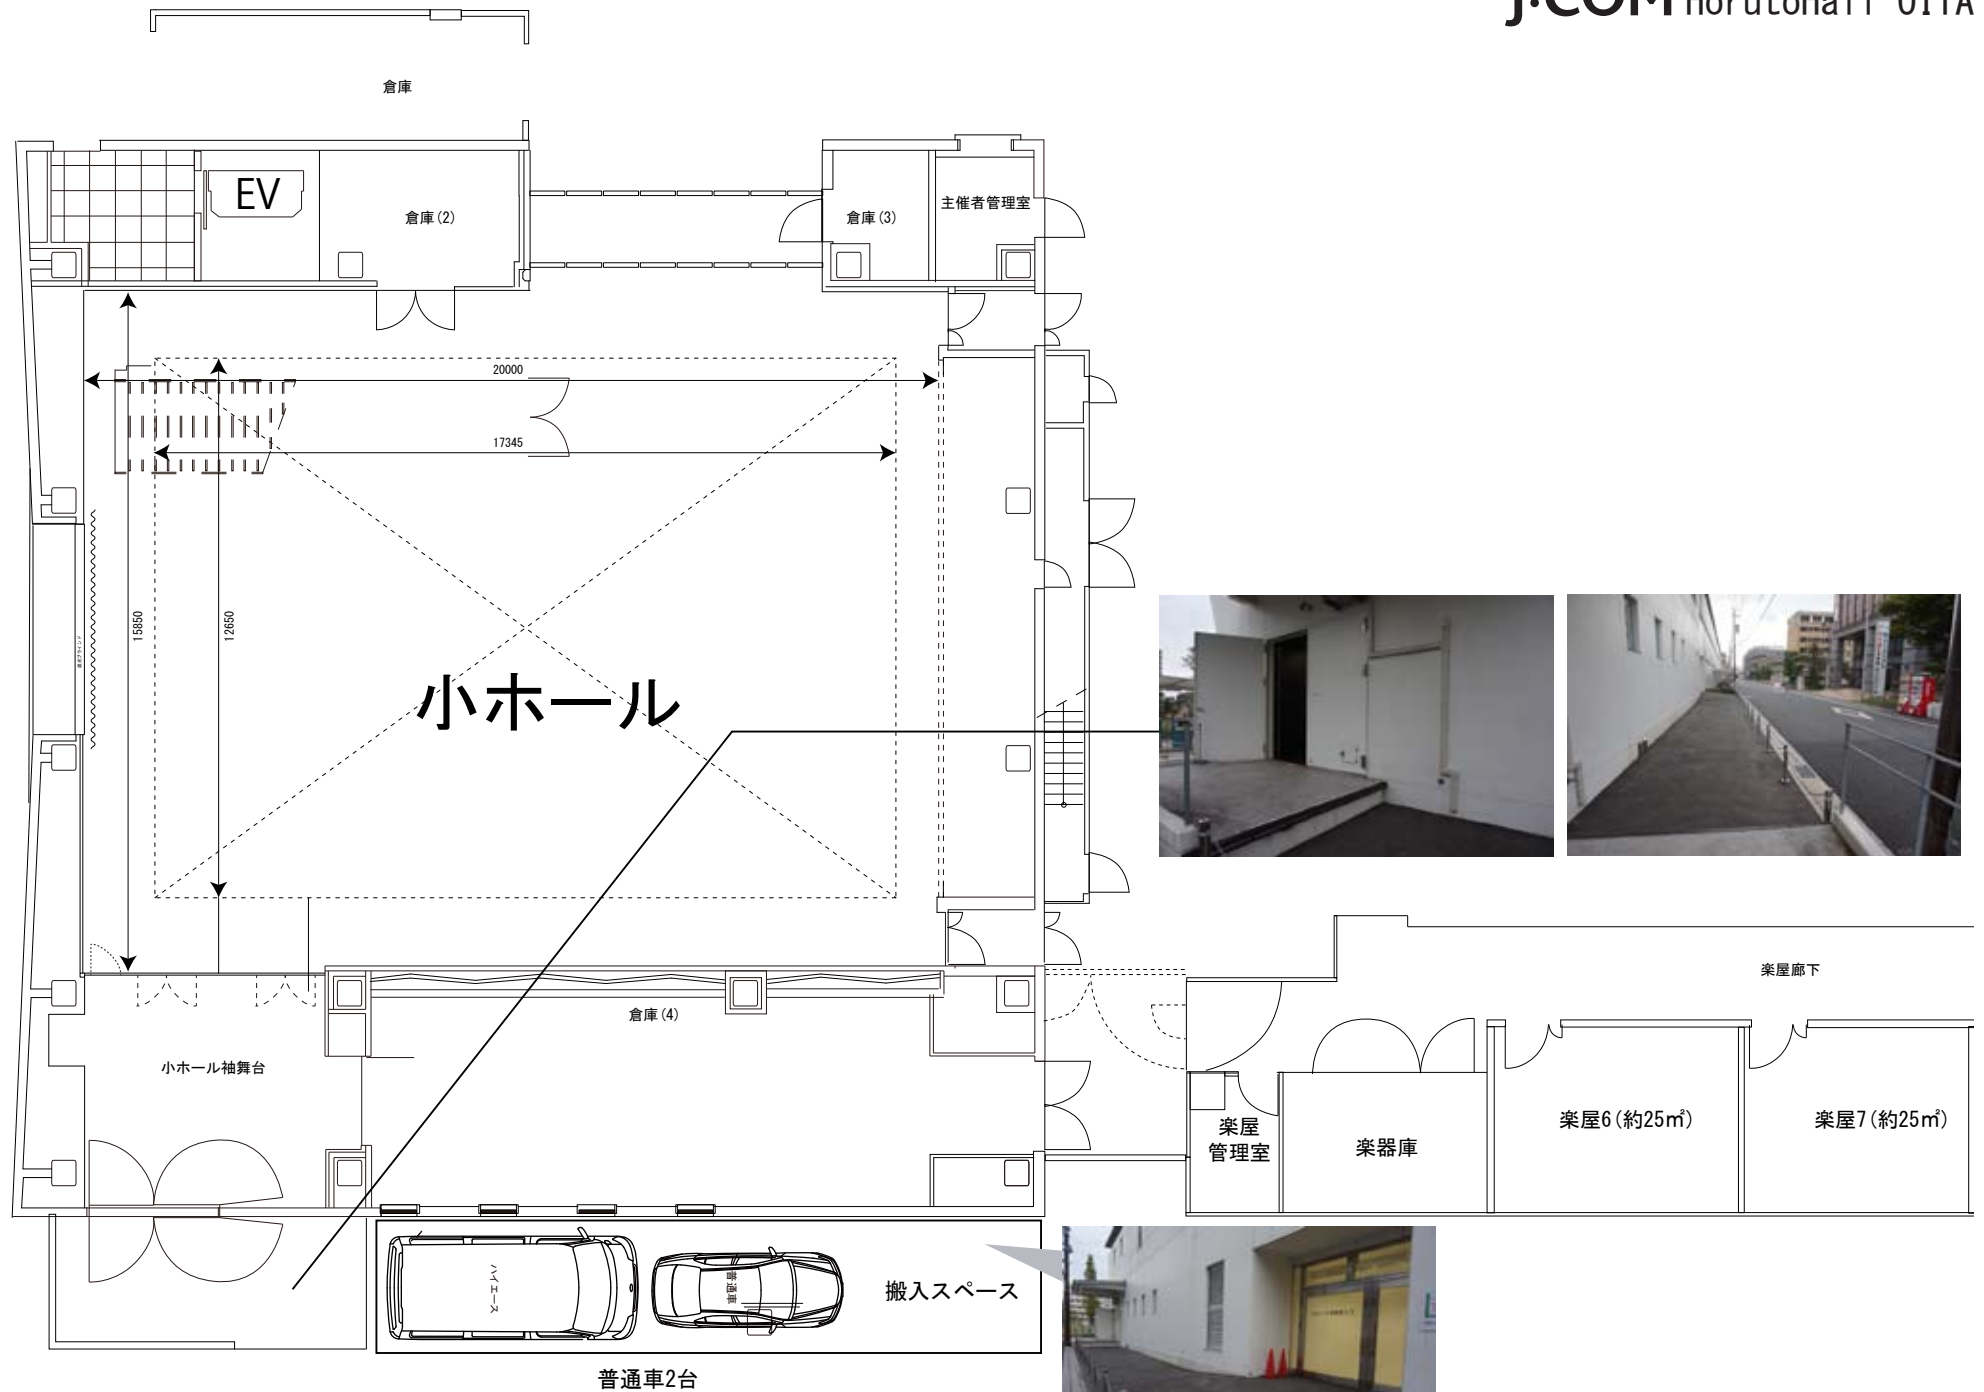 j:COM Horutohall OITA
倉庫
EV
倉庫(2)
倉庫(3)
主催者管理室
20000
17345
15850
12650
小ホール
楽屋廊下
倉庫(4)
小ホール袖舞台
楽屋
管理室
楽器庫
楽屋6(約25㎡)
楽屋7(約25㎡)
ハイエース
普通車
搬入スペース
普通車2台